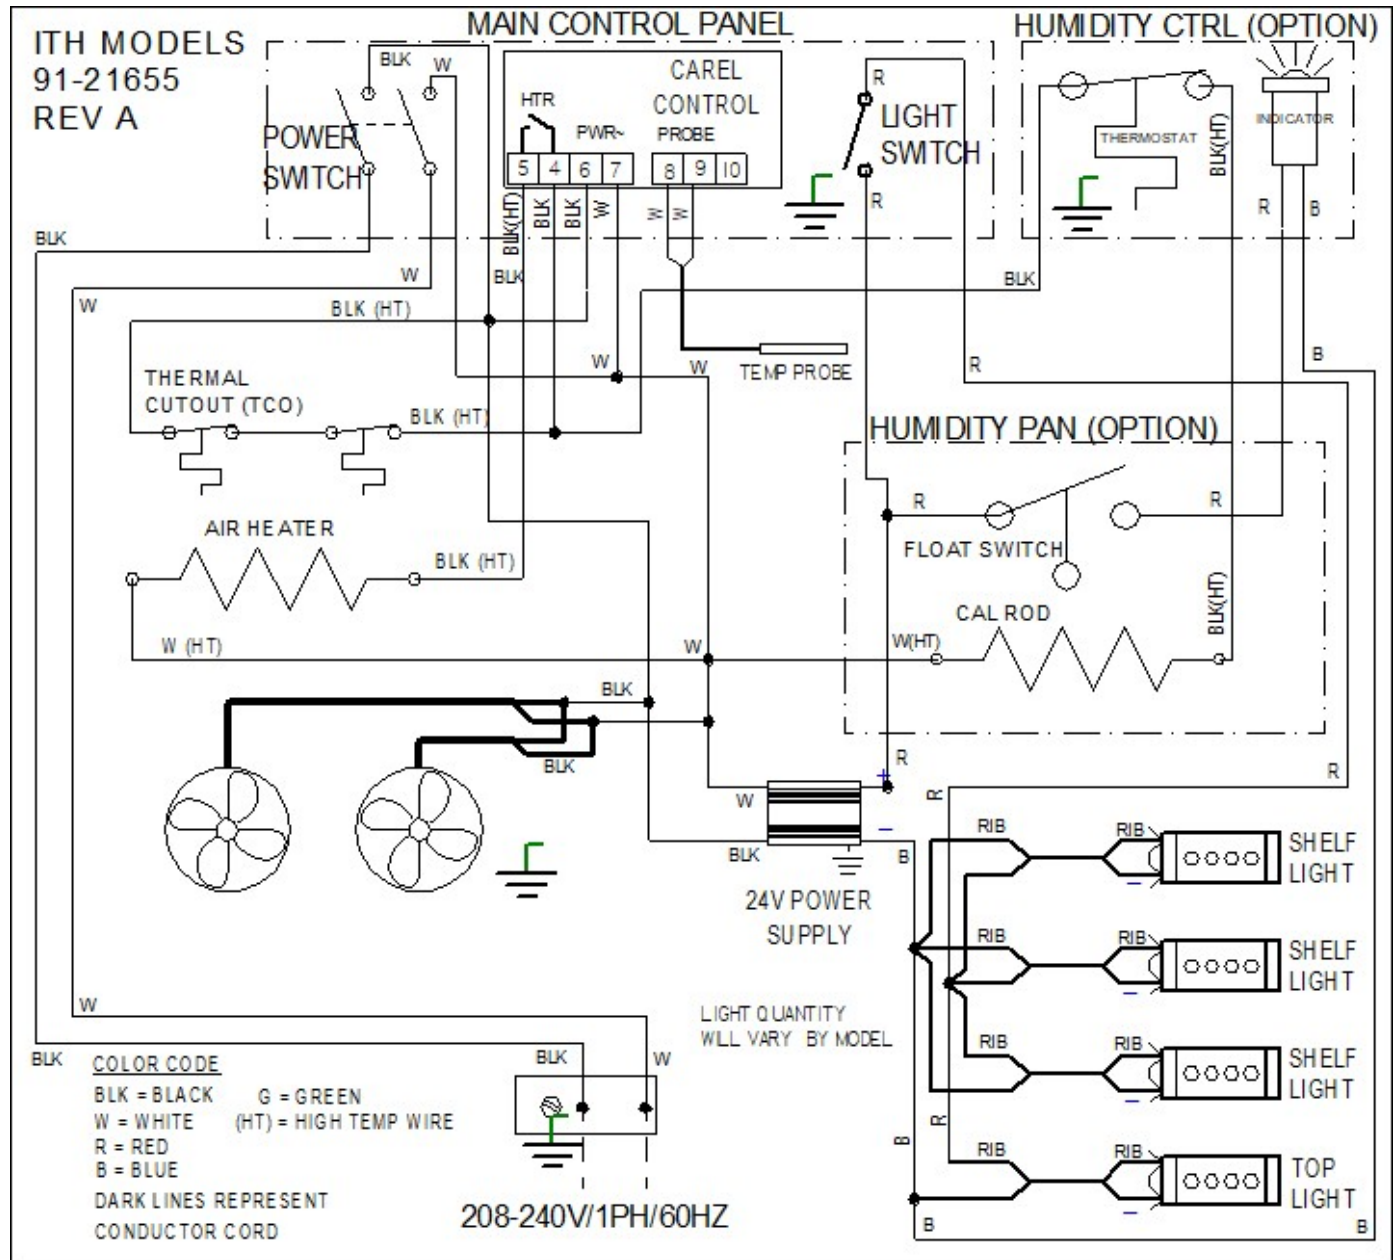 ITH MODELS
91-21655
REV A
MAIN CONTROL PANEL
HUMIDITY CTRL (OPTION)
BLK
W
POWER
SWITCH
HTR
PWR~
CAREL
CONTROL
PROBE
5 4 6 7 8 9 10
R
LIGHT
SWITCH
R
THERMOSTAT
BLK(HT)
INDICATOR
R
B
BLK(HT)
BLK
BLK
W
W
W
BLK
W
W
BLK
BLK
BLK (HT)
THERMAL
CUTOUT (TCO)
BLK (HT)
W
W
TEMP PROBE
R
B
HUMIDITY PAN (OPTION)
R
R
FLOAT SWITCH
AIR HEATER
BLK (HT)
W (HT)
W
W(HT)
CAL ROD
BLK(HT)
BLK
BLK
W
BLK
+
R
−
B
24V POWER
SUPPLY
R
R
RIB
RIB
−
SHELF
LIGHT
RIB
RIB
−
SHELF
LIGHT
RIB
RIB
−
SHELF
LIGHT
B
R
RIB
RIB
−
TOP
LIGHT
B
B
LIGHT QUANTITY
WILL VARY BY MODEL
W
BLK
BLK
W
208-240V/1PH/60HZ
COLOR CODE
BLK = BLACK G = GREEN
W = WHITE (HT) = HIGH TEMP WIRE
R = RED
B = BLUE
DARK LINES REPRESENT
CONDUCTOR CORD